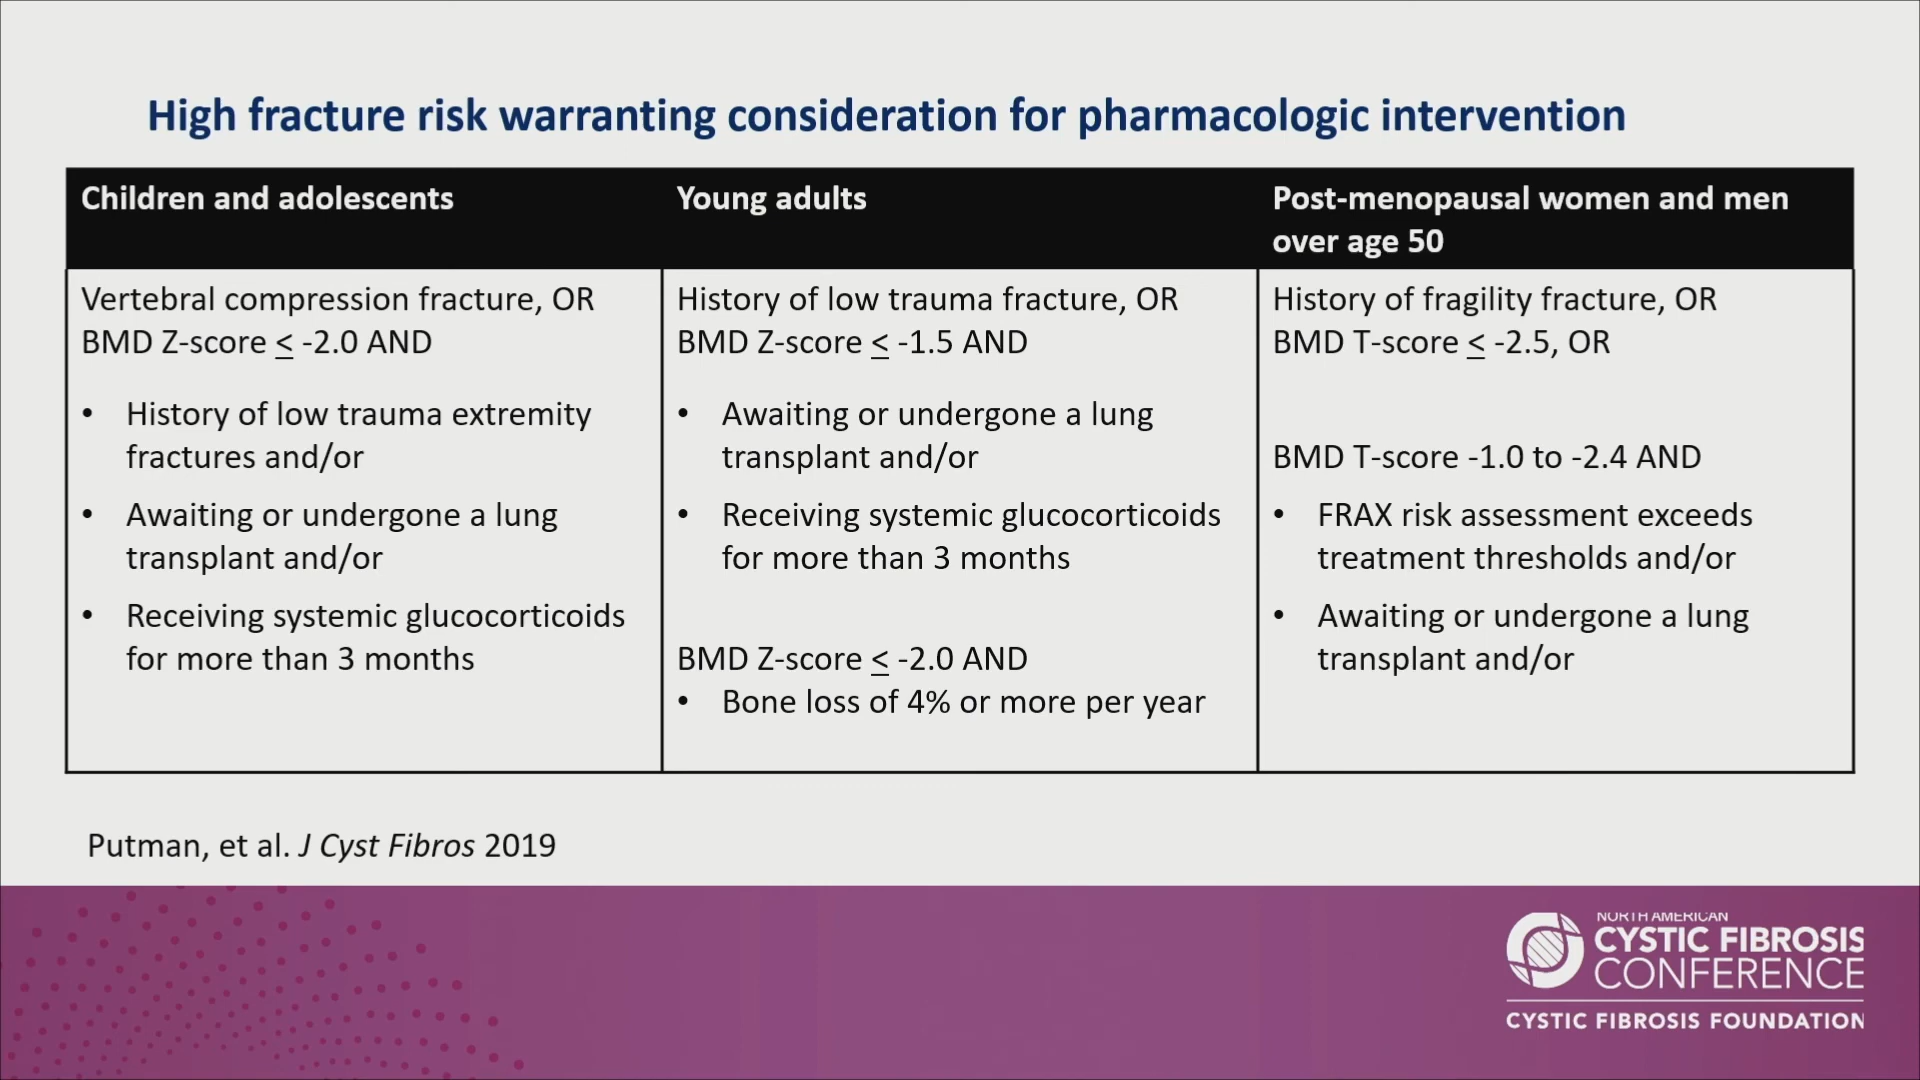 High fracture risk warranting consideration for pharmacologic intervention
Children and adolescents
Vertebral compression fracture, OR
BMD Z-score ≤ -2.0 AND
• History of low trauma extremity
fractures and/or
• Awaiting or undergone a lung
transplant and/or
• Receiving systemic glucocorticoids
for more than 3 months
Young adults
History of low trauma fracture, OR
BMD Z-score ≤ -1.5 AND
• Awaiting or undergone a lung
transplant and/or
• Receiving systemic glucocorticoids
for more than 3 months
BMD Z-score ≤ -2.0 AND
• Bone loss of 4% or more per year
Post-menopausal women and men
over age 50
History of fragility fracture, OR
BMD T-score ≤ -2.5, OR
BMD T-score -1.0 to -2.4 AND
• FRAX risk assessment exceeds
treatment thresholds and/or
• Awaiting or undergone a lung
transplant and/or
Putman, et al. J Cyst Fibros 2019
NORTH AMERICAN
CYSTIC FIBROSIS
CONFERENCE
CYSTIC FIBROSIS FOUNDATION